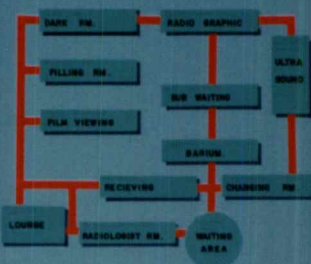 DARK RM.
RADIO GRAPHIC
ULTRA
SOUND
FILLING RM.
SUB WAITING
FILM VIEWING
BARIUM.
RECIEVING
CHANGING RM.
LOUNGE
RADIOLOGIST RM.
WAITING
AREA